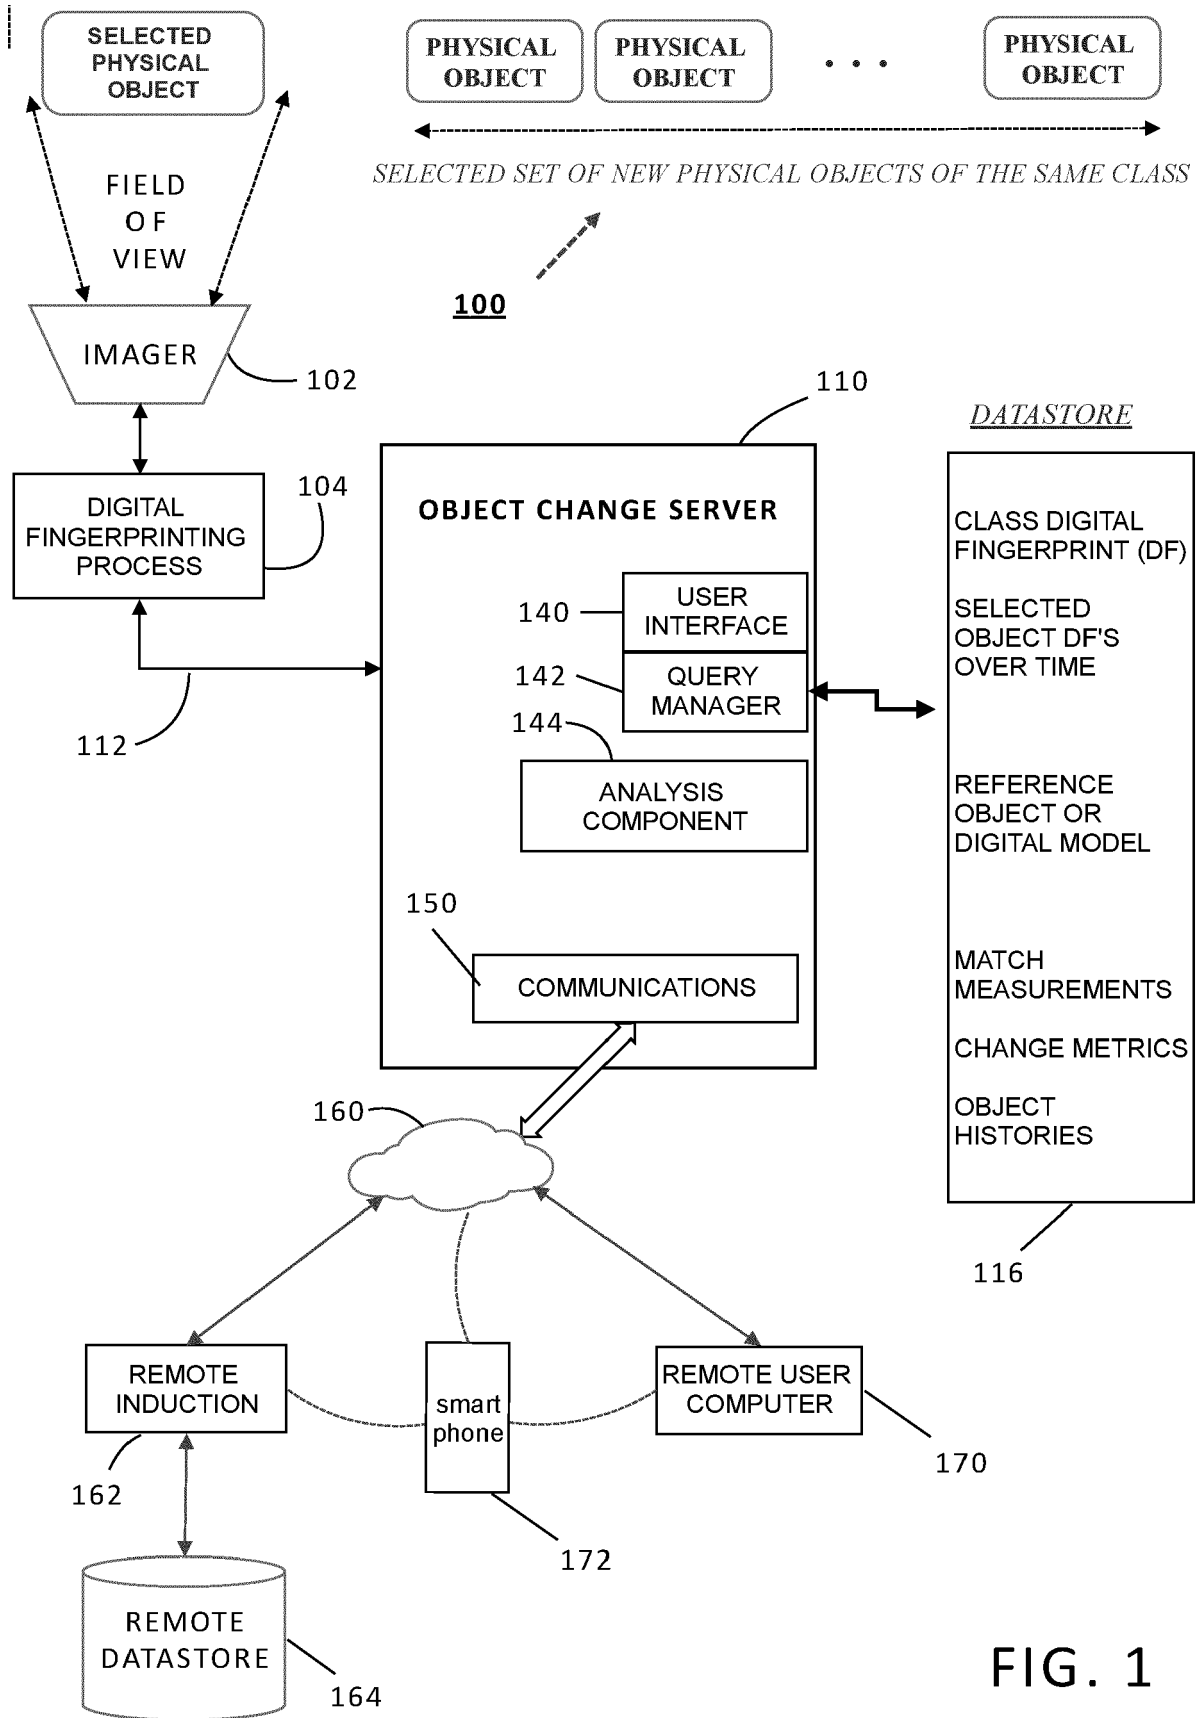 SELECTED
PHYSICAL
OBJECT
PHYSICAL
OBJECT
PHYSICAL
OBJECT
PHYSICAL
OBJECT
SELECTED SET OF NEW PHYSICAL OBJECTS OF THE SAME CLASS
FIELD
OF
VIEW
100
IMAGER
102
110
DATASTORE
DIGITAL
FINGERPRINTING
PROCESS
104
OBJECT CHANGE SERVER
CLASS DIGITAL
FINGERPRINT (DF)
140
USER
INTERFACE
SELECTED
OBJECT DF'S
OVER TIME
142
QUERY
MANAGER
112
144
ANALYSIS
COMPONENT
REFERENCE
OBJECT OR
DIGITAL MODEL
150
COMMUNICATIONS
MATCH
MEASUREMENTS
CHANGE METRICS
OBJECT
HISTORIES
160
116
REMOTE
INDUCTION
smart
phone
REMOTE USER
COMPUTER
162
170
172
REMOTE
DATASTORE
164
FIG. 1